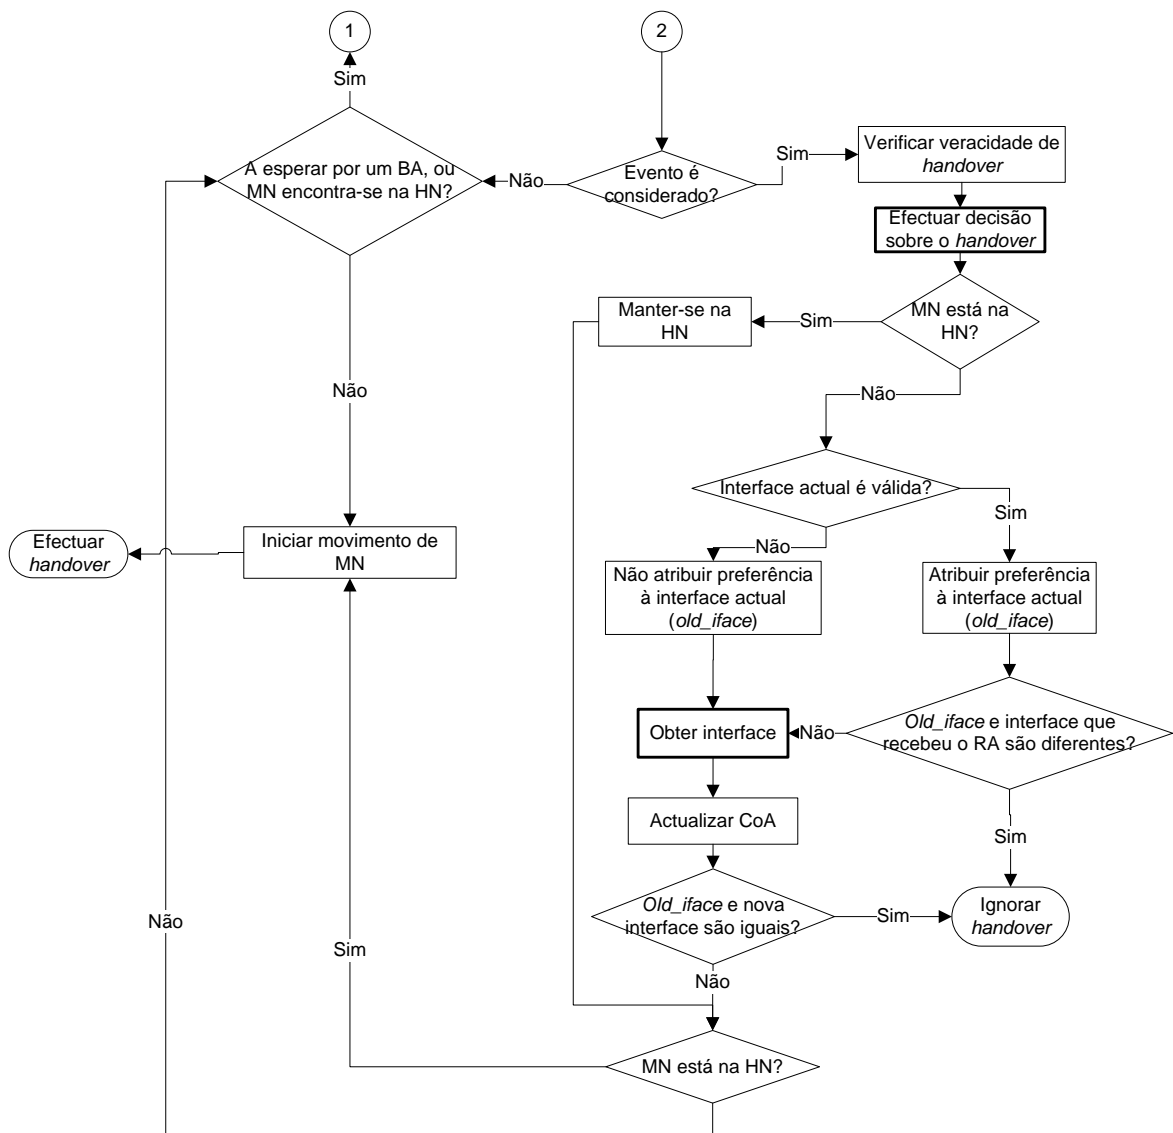 1
2
Sim
A esperar por um BA, ou
MN encontra-se na HN?
Não
Evento é
considerado?
Sim
Verificar veracidade de
handover
Efectuar decisão
sobre o handover
Manter-se na
HN
Sim
MN está na
HN?
Não
Não
Interface actual é válida?
Sim
Não
Efectuar
handover
Iniciar movimento de
MN
Não atribuir preferência
à interface actual
(old_iface)
Atribuir preferência
à interface actual
(old_iface)
Obter interface
Não
Old_iface e interface que
recebeu o RA são diferentes?
Actualizar CoA
Sim
Old_iface e nova
interface são iguais?
Sim
Ignorar
handover
Não
Sim
Não
MN está na HN?